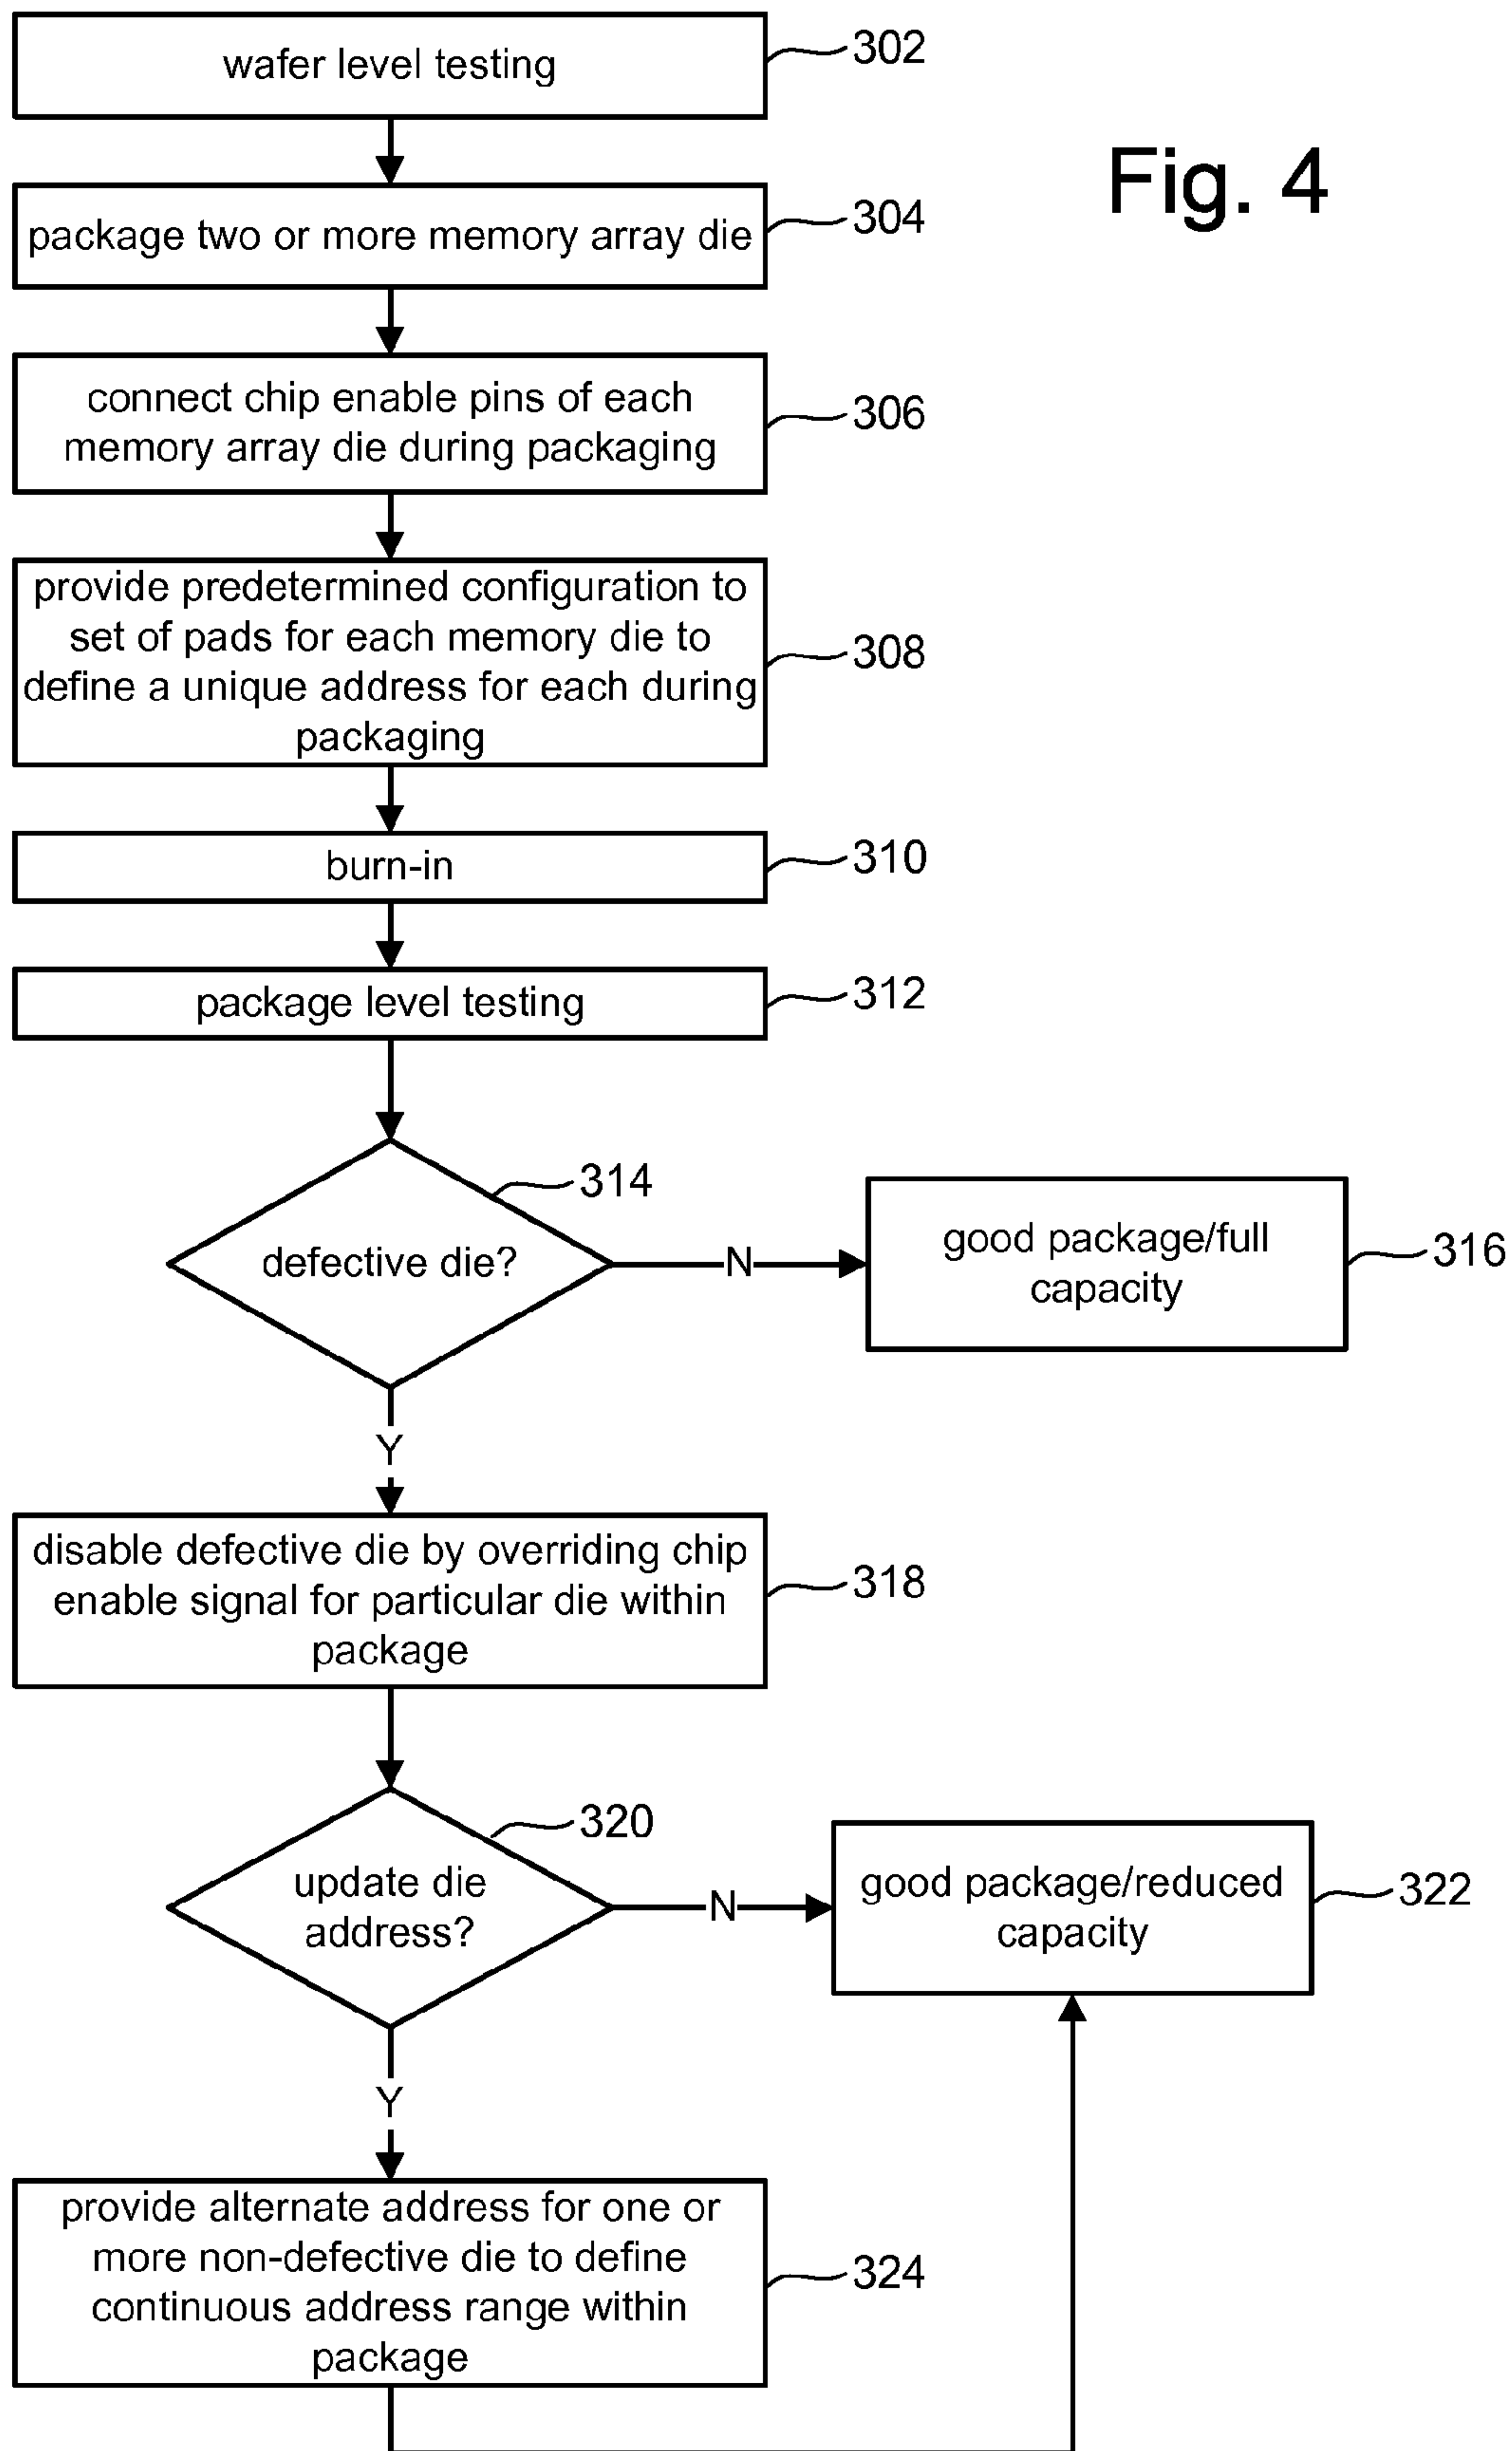 wafer level testing
302
Fig. 4
package two or more memory array die
304
connect chip enable pins of each
memory array die during packaging
306
provide predetermined configuration to
set of pads for each memory die to
define a unique address for each during
packaging
308
burn-in
310
package level testing
312
314
defective die?
N
good package/full
capacity
316
Y
disable defective die by overriding chip
enable signal for particular die within
package
318
320
update die
address?
N
good package/reduced
capacity
322
Y
provide alternate address for one or
more non-defective die to define
continuous address range within
package
324